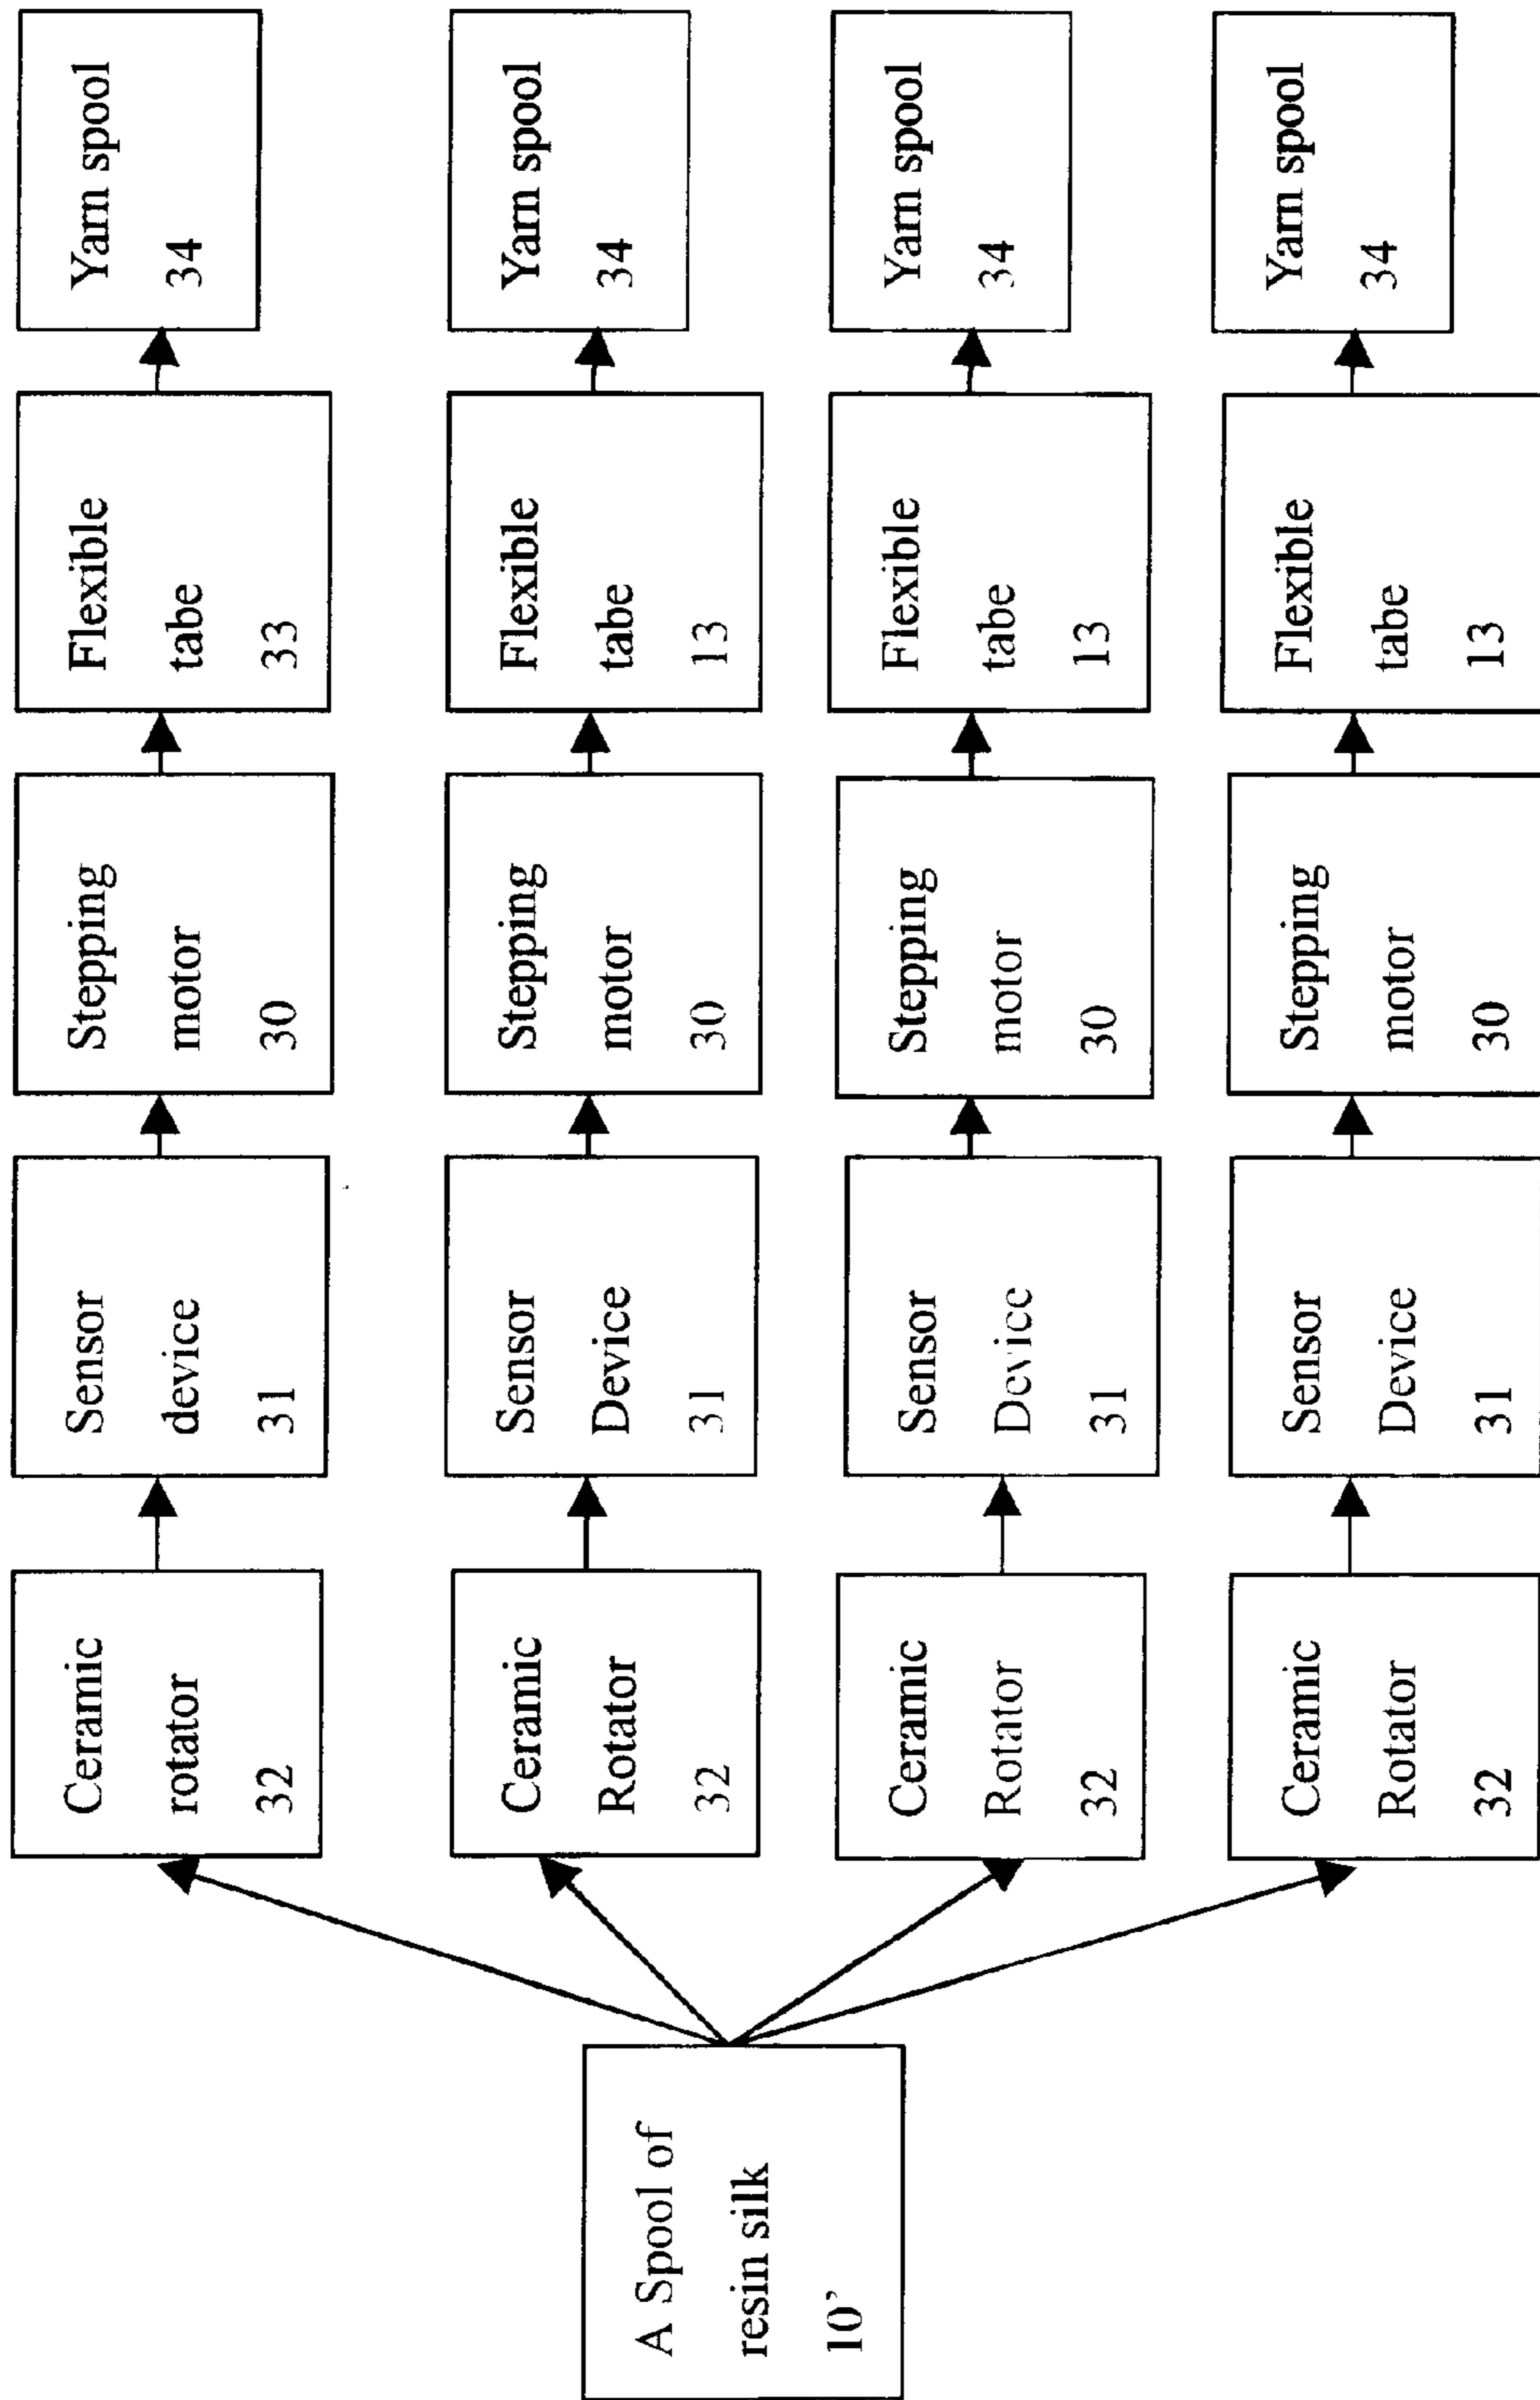 A Spool of
resin silk
10’
Ceramic
rotator
32
Sensor
device
31
Stepping
motor
30
Flexible
tabe
33
Yarn spool
34
Ceramic
Rotator
32
Sensor
Device
31
Stepping
motor
30
Flexible
tabe
13
Yarn spool
34
Ceramic
Rotator
32
Sensor
Device
31
Stepping
motor
30
Flexible
tabe
13
Yarn spool
34
Ceramic
Rotator
32
Sensor
Device
31
Stepping
motor
30
Flexible
tabe
13
Yarn spool
34